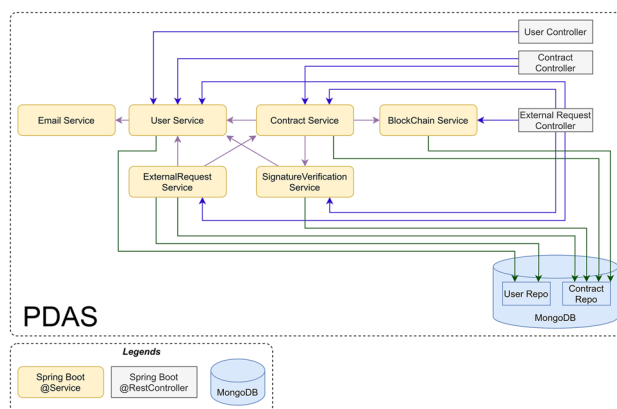 User Controller
Contract
Controller
Email Service
User Service
Contract Service
BlockChain Service
External Request
Controller
ExternalRequest
Service
SignatureVerification
Service
User Repo
Contract
Repo
MongoDB
PDAS
Legends
Spring Boot
@Service
Spring Boot
@RestController
MongoDB